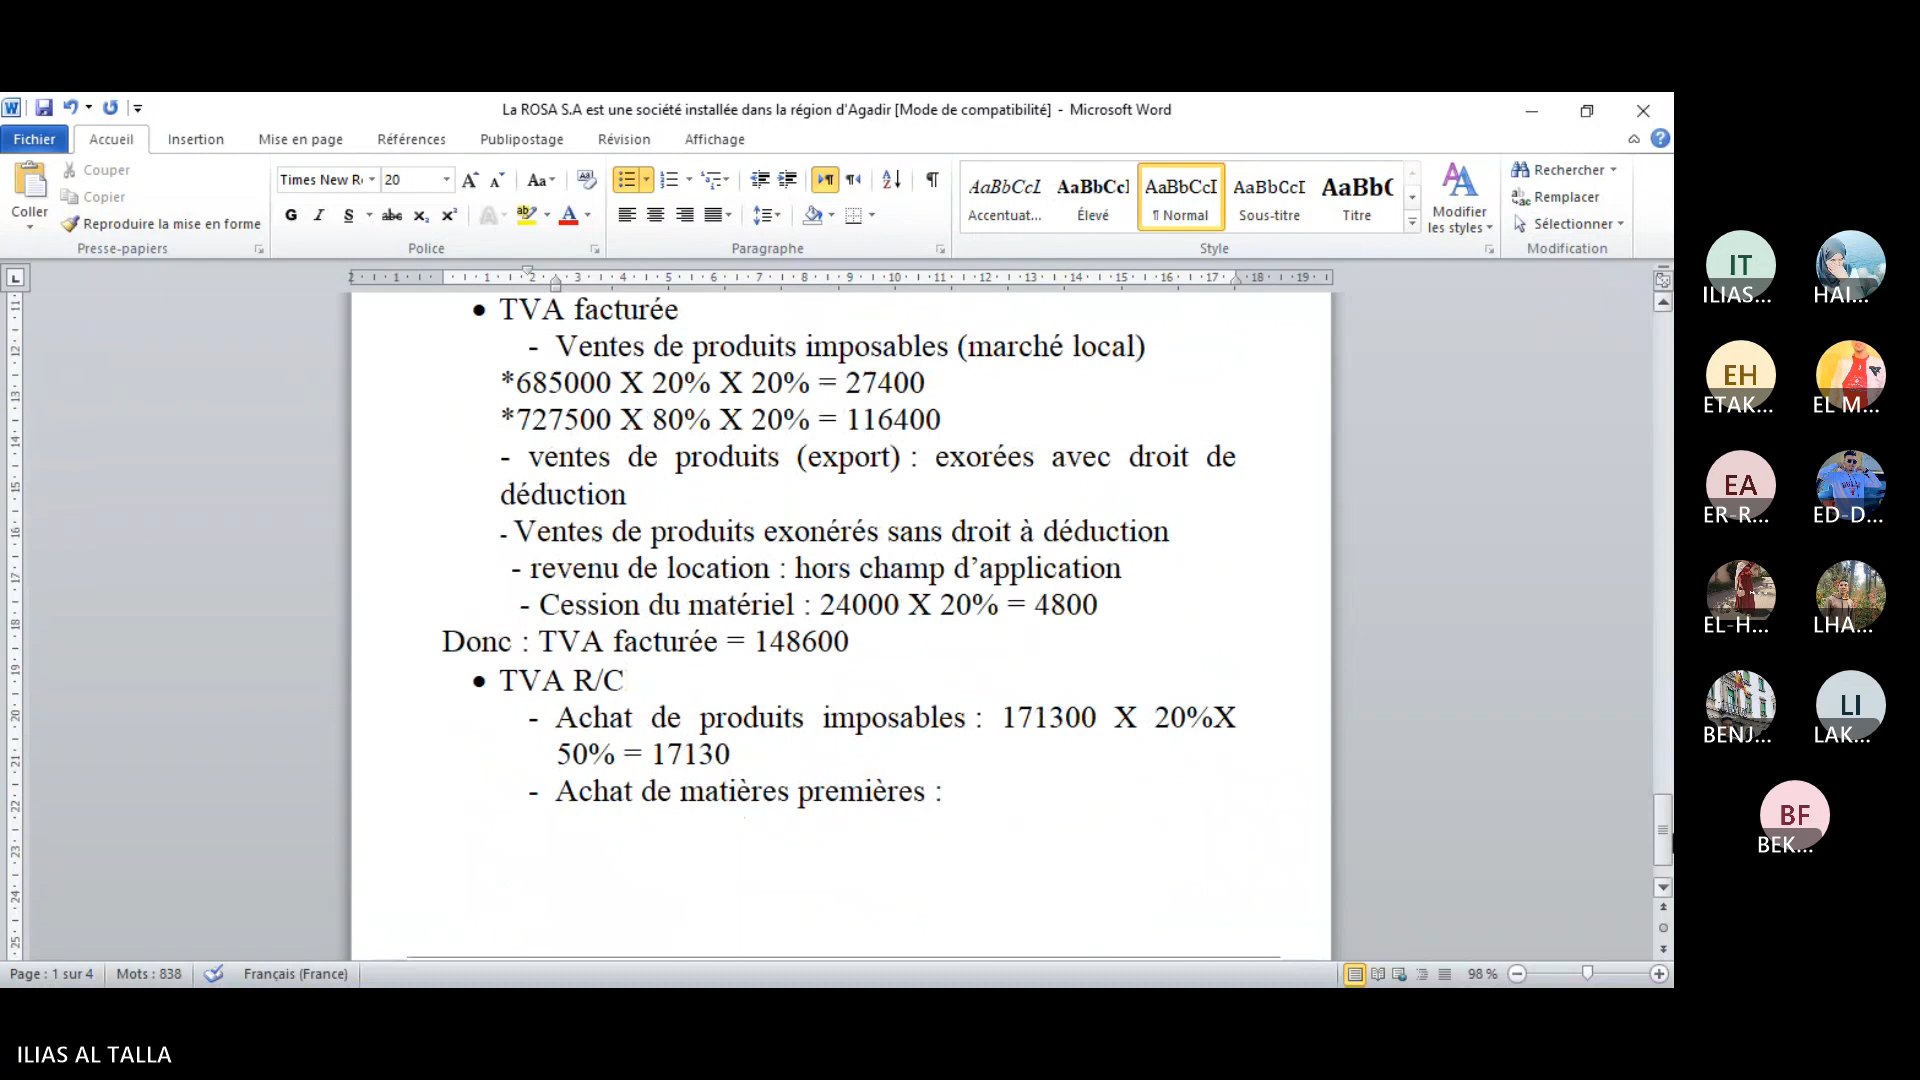 La ROSA S.A est une société installée dans la région d'Agadir [Mode de compatibilité] - Microsoft Word
Fichier Accueil Insertion Mise en page Références Publipostage Révision Affichage
Coller
Couper
Copier
Reproduire la mise en forme
Presse-papiers
Times New R 20
G I S abc x₂ x²
Police
Paragraphe
AaBbCcI AaBbCcI AaBbCcI AaBbCcI AaBbC
Accentuat... Élevé ¶ Normal Sous-titre Titre
Modifier les styles
Style
Rechercher
Remplacer
Sélectionner
Modification
• TVA facturée
- Ventes de produits imposables (marché local)
*685000 X 20% X 20% = 27400
*727500 X 80% X 20% = 116400
- ventes de produits (export) : exorées avec droit de
déduction
- Ventes de produits exonérés sans droit à déduction
- revenu de location : hors champ d’application
- Cession du matériel : 24000 X 20% = 4800
Donc : TVA facturée = 148600
• TVA R/C
- Achat de produits imposables : 171300 X 20%X
50% = 17130
- Achat de matières premières :
Page : 1 sur 4 Mots : 838 Français (France) 98 %
IT
ILIAS...
HAI...
EH
ETAK...
EL M...
EA
ER-R...
ED-D...
EL-H...
LHA...
BENJ...
LI
LAK...
BF
BEK...
ILIAS AL TALLA